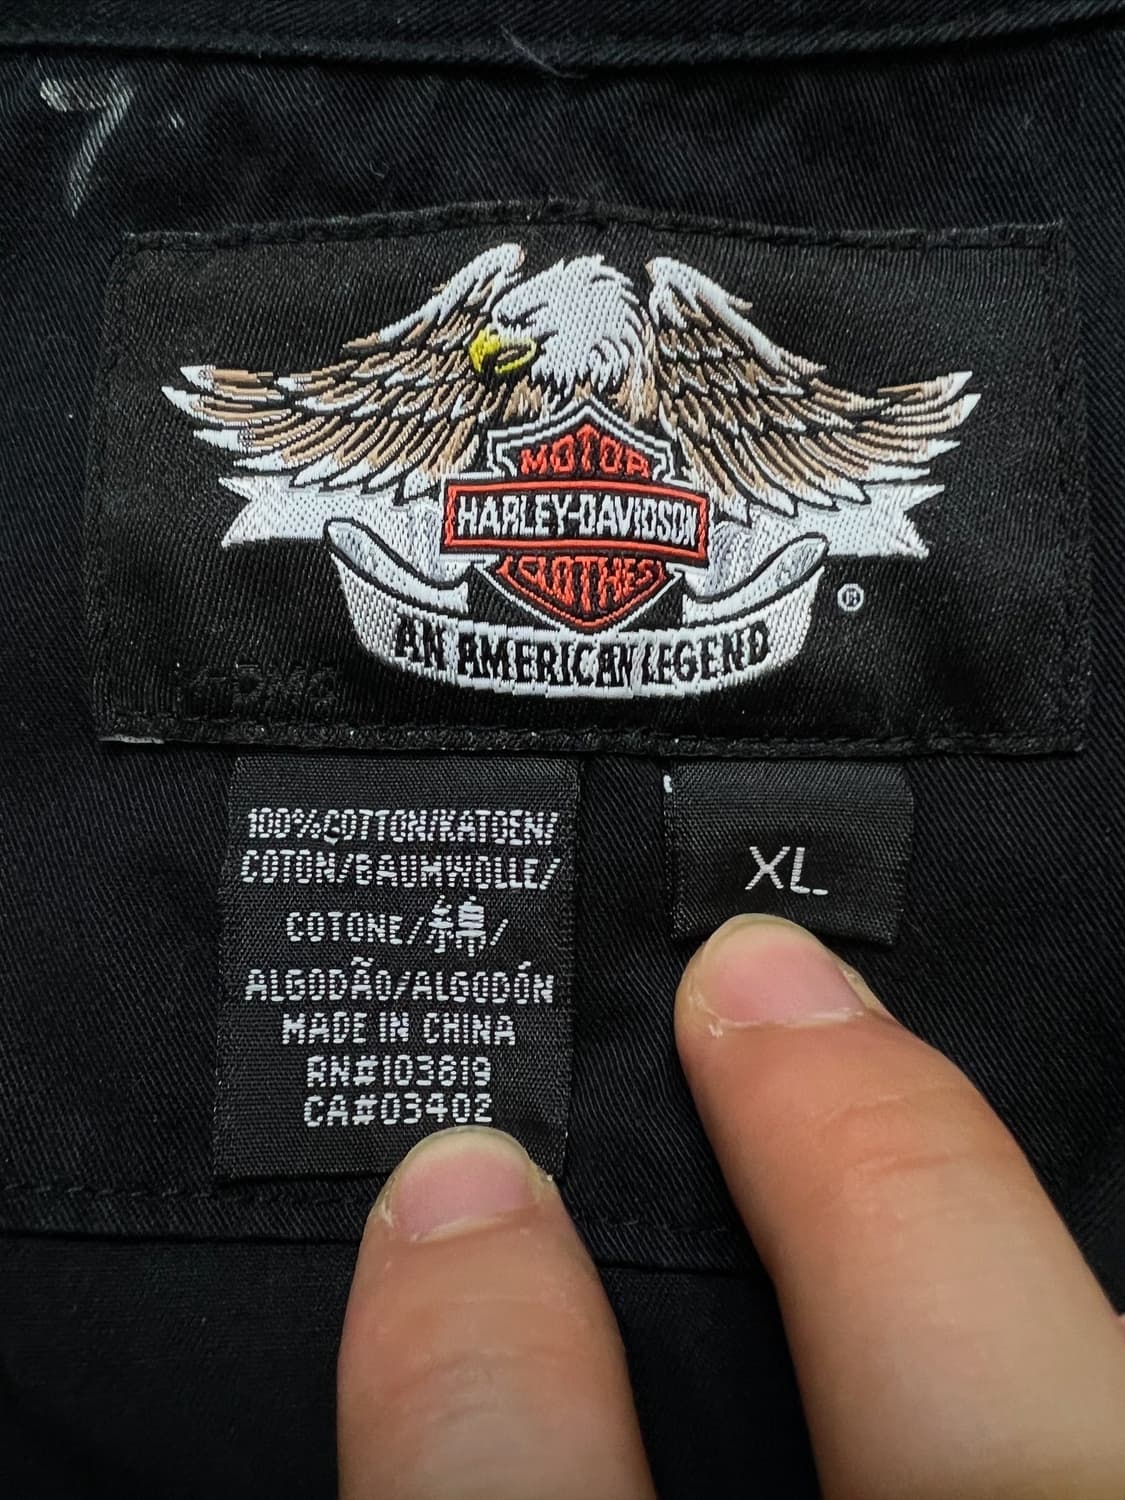 MOTOR
HARLEY-DAVIDSON
CLOTHES
®
AN AMERICAN LEGEND
100%COTTON/KATOEN/
COTON/BAUMWOLLE/
COTONE/綿/
ALGODÃO/ALGODÓN
MADE IN CHINA
RN#103819
CA#03402
XL